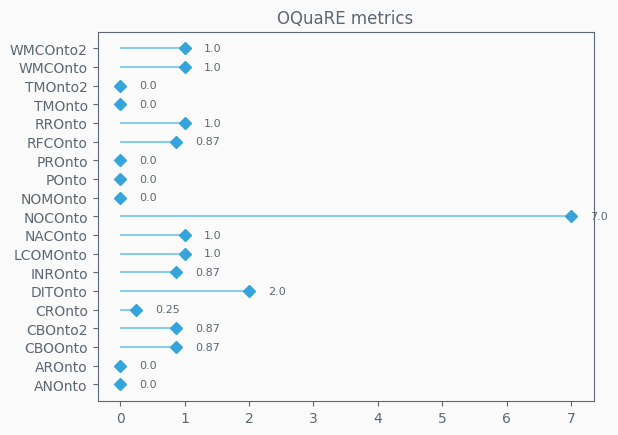 OQuaRE metrics
WMCOnto2 1.0
WMCOnto 1.0
TMOnto2 0.0
TMOnto 0.0
RROnto 1.0
RFCOnto 0.87
PROnto 0.0
POnto 0.0
NOMOnto 0.0
NOCOnto 7.0
NACOnto 1.0
LCOMOnto 1.0
INROnto 0.87
DITOnto 2.0
CROnto 0.25
CBOnto2 0.87
CBOOnto 0.87
AROnto 0.0
ANOnto 0.0
0 1 2 3 4 5 6 7